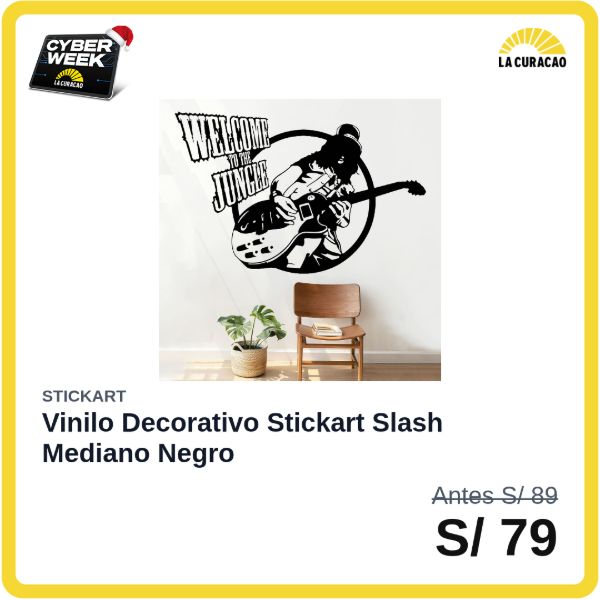 CYBER
WEEK
LA CURACAO
LA CURACAO
WELCOME
TO THE
JUNGLE
STICKART
Vinilo Decorativo Stickart Slash
Mediano Negro
Antes S/ 89
S/ 79